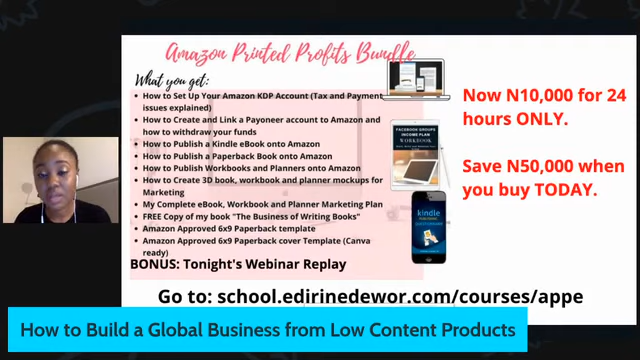 Amazon Printed Profits Bundle
What you get:
How to Set Up Your Amazon KDP Account (Tax and Payment
issues explained)
How to Create and Link a Payoneer account to Amazon and
how to withdraw your funds
How to Publish a Kindle eBook onto Amazon
How to Publish a Paperback Book onto Amazon
How to Publish Workbooks and Planners onto Amazon
How to Create 3D book, workbook and planner mockups for
Marketing
My Complete eBook, Workbook and Planner Marketing Plan
FREE Copy of my book "The Business of Writing Books"
Amazon Approved 6x9 Paperback template
Amazon Approved 6x9 Paperback cover Template (Canva
ready)
BONUS: Tonight's Webinar Replay
FACEBOOK GROUPS
INCOME PLAN
WORKBOOK
kindle
Now N10,000 for 24
hours ONLY.
Save N50,000 when
you buy TODAY.
Go to: school.edirinedewor.com/courses/appe
How to Build a Global Business from Low Content Products